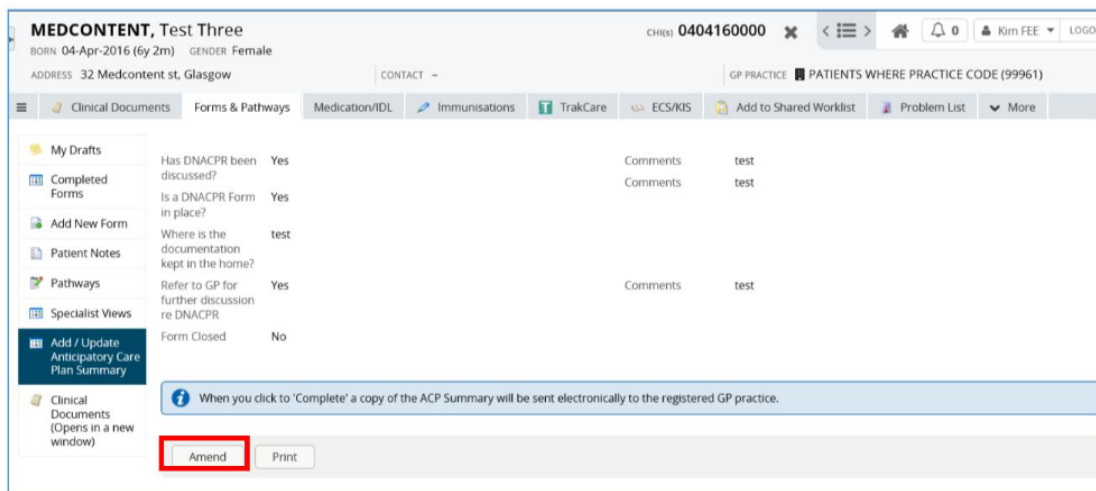 MEDCONTENT, Test Three CHI(s) 0404160000 0 Kim FEE LOGO
BORN 04-Apr-2016 (6y 2m) GENDER Female
ADDRESS 32 Medcontent st, Glasgow CONTACT – GP PRACTICE PATIENTS WHERE PRACTICE CODE (99961)
Clinical Documents Forms & Pathways Medication/IDL Immunisations TrakCare ECS/KIS Add to Shared Worklist Problem List More
My Drafts
Completed
Forms
Add New Form
Patient Notes
Pathways
Specialist Views
Add / Update
Anticipatory Care
Plan Summary
Clinical
Documents
(Opens in a new
window)
Has DNACPR been Yes Comments test
discussed?
Comments test
Is a DNACPR Form Yes
in place?
Where is the test
documentation
kept in the home?
Refer to GP for Yes Comments test
further discussion
re DNACPR
Form Closed No
When you click to 'Complete' a copy of the ACP Summary will be sent electronically to the registered GP practice.
Amend Print